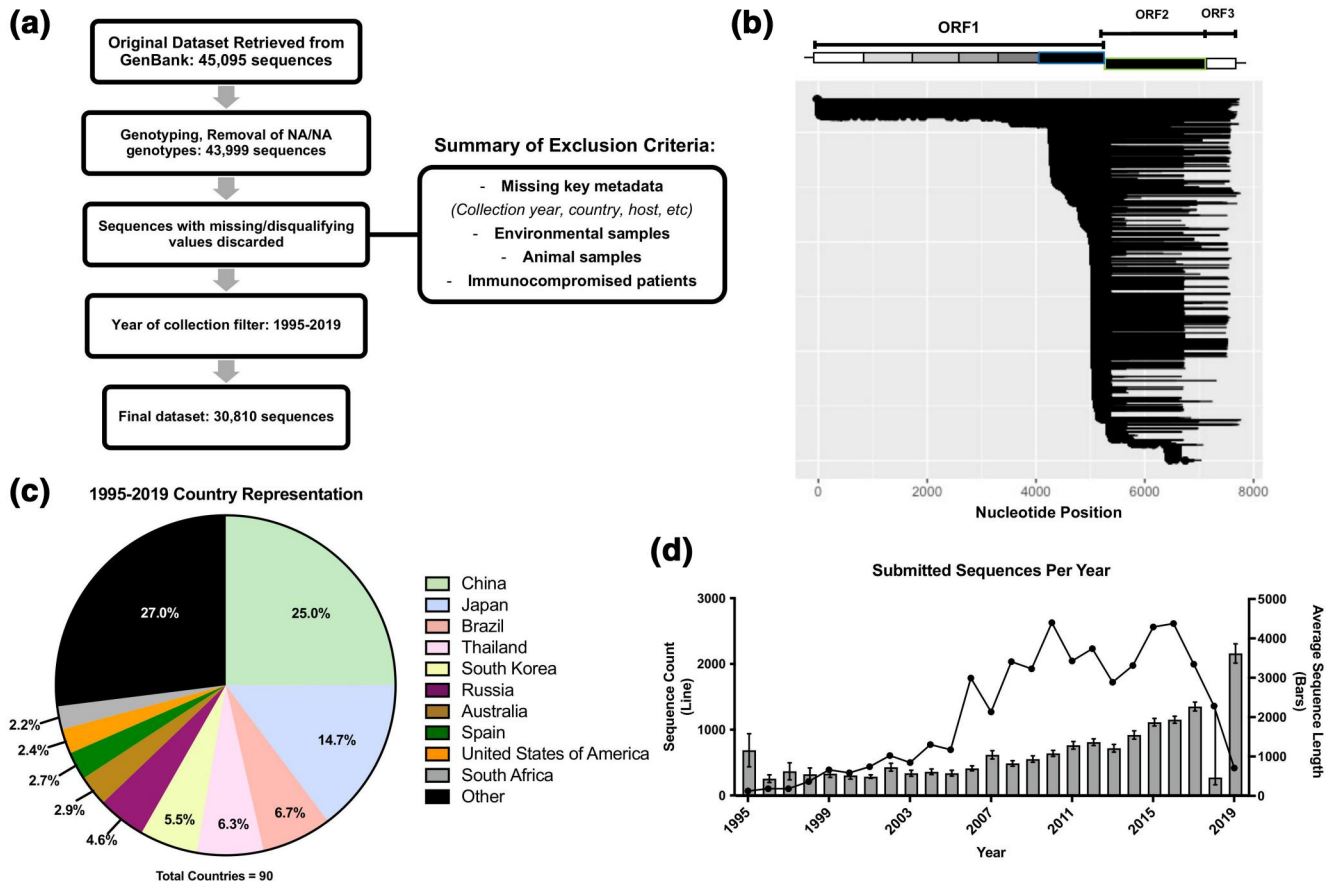 (a)
Original Dataset Retrieved from
GenBank: 45,095 sequences
Genotyping, Removal of NA/NA
genotypes: 43,999 sequences
Sequences with missing/disqualifying
values discarded
Year of collection filter: 1995-2019
Final dataset: 30,810 sequences
Summary of Exclusion Criteria:
- Missing key metadata
(Collection year, country, host, etc)
- Environmental samples
- Animal samples
- Immunocompromised patients
(b)
ORF1
ORF2
ORF3
0
2000
4000
6000
8000
Nucleotide Position
(c)
1995-2019 Country Representation
27.0%
25.0%
14.7%
6.7%
6.3%
5.5%
4.6%
2.9%
2.7%
2.4%
2.2%
Total Countries = 90
China
Japan
Brazil
Thailand
South Korea
Russia
Australia
Spain
United States of America
South Africa
Other
(d)
Submitted Sequences Per Year
Sequence Count
(Line)
3000
2000
1000
0
5000
4000
3000
2000
1000
0
Average Sequence Length
(Bars)
1995
1999
2003
2007
2011
2015
2019
Year